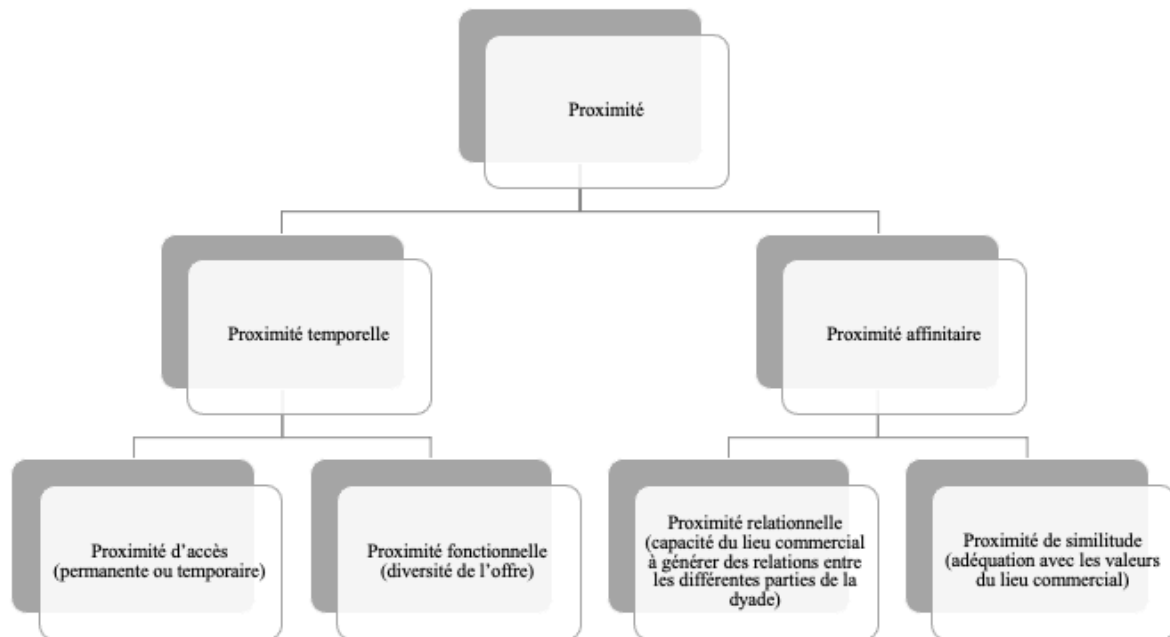 Proximité
Proximité temporelle
Proximité affinitaire
Proximité d’accès
(permanente ou temporaire)
Proximité fonctionnelle
(diversité de l’offre)
Proximité relationnelle
(capacité du lieu commercial
à générer des relations entre
les différentes parties de la
dyade)
Proximité de similitude
(adéquation avec les valeurs
du lieu commercial)